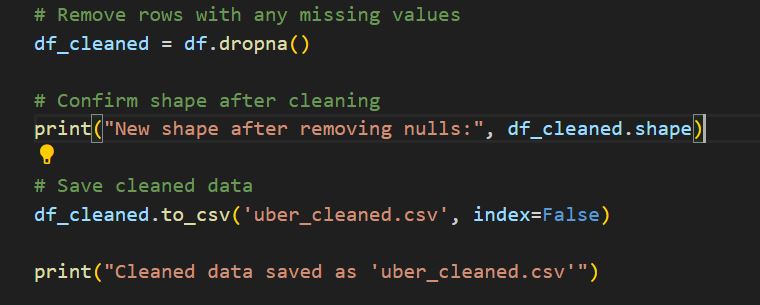 # Remove rows with any missing values
df_cleaned = df.dropna()
# Confirm shape after cleaning
print("New shape after removing nulls:", df_cleaned.shape)
# Save cleaned data
df_cleaned.to_csv('uber_cleaned.csv', index=False)
print("Cleaned data saved as 'uber_cleaned.csv'")